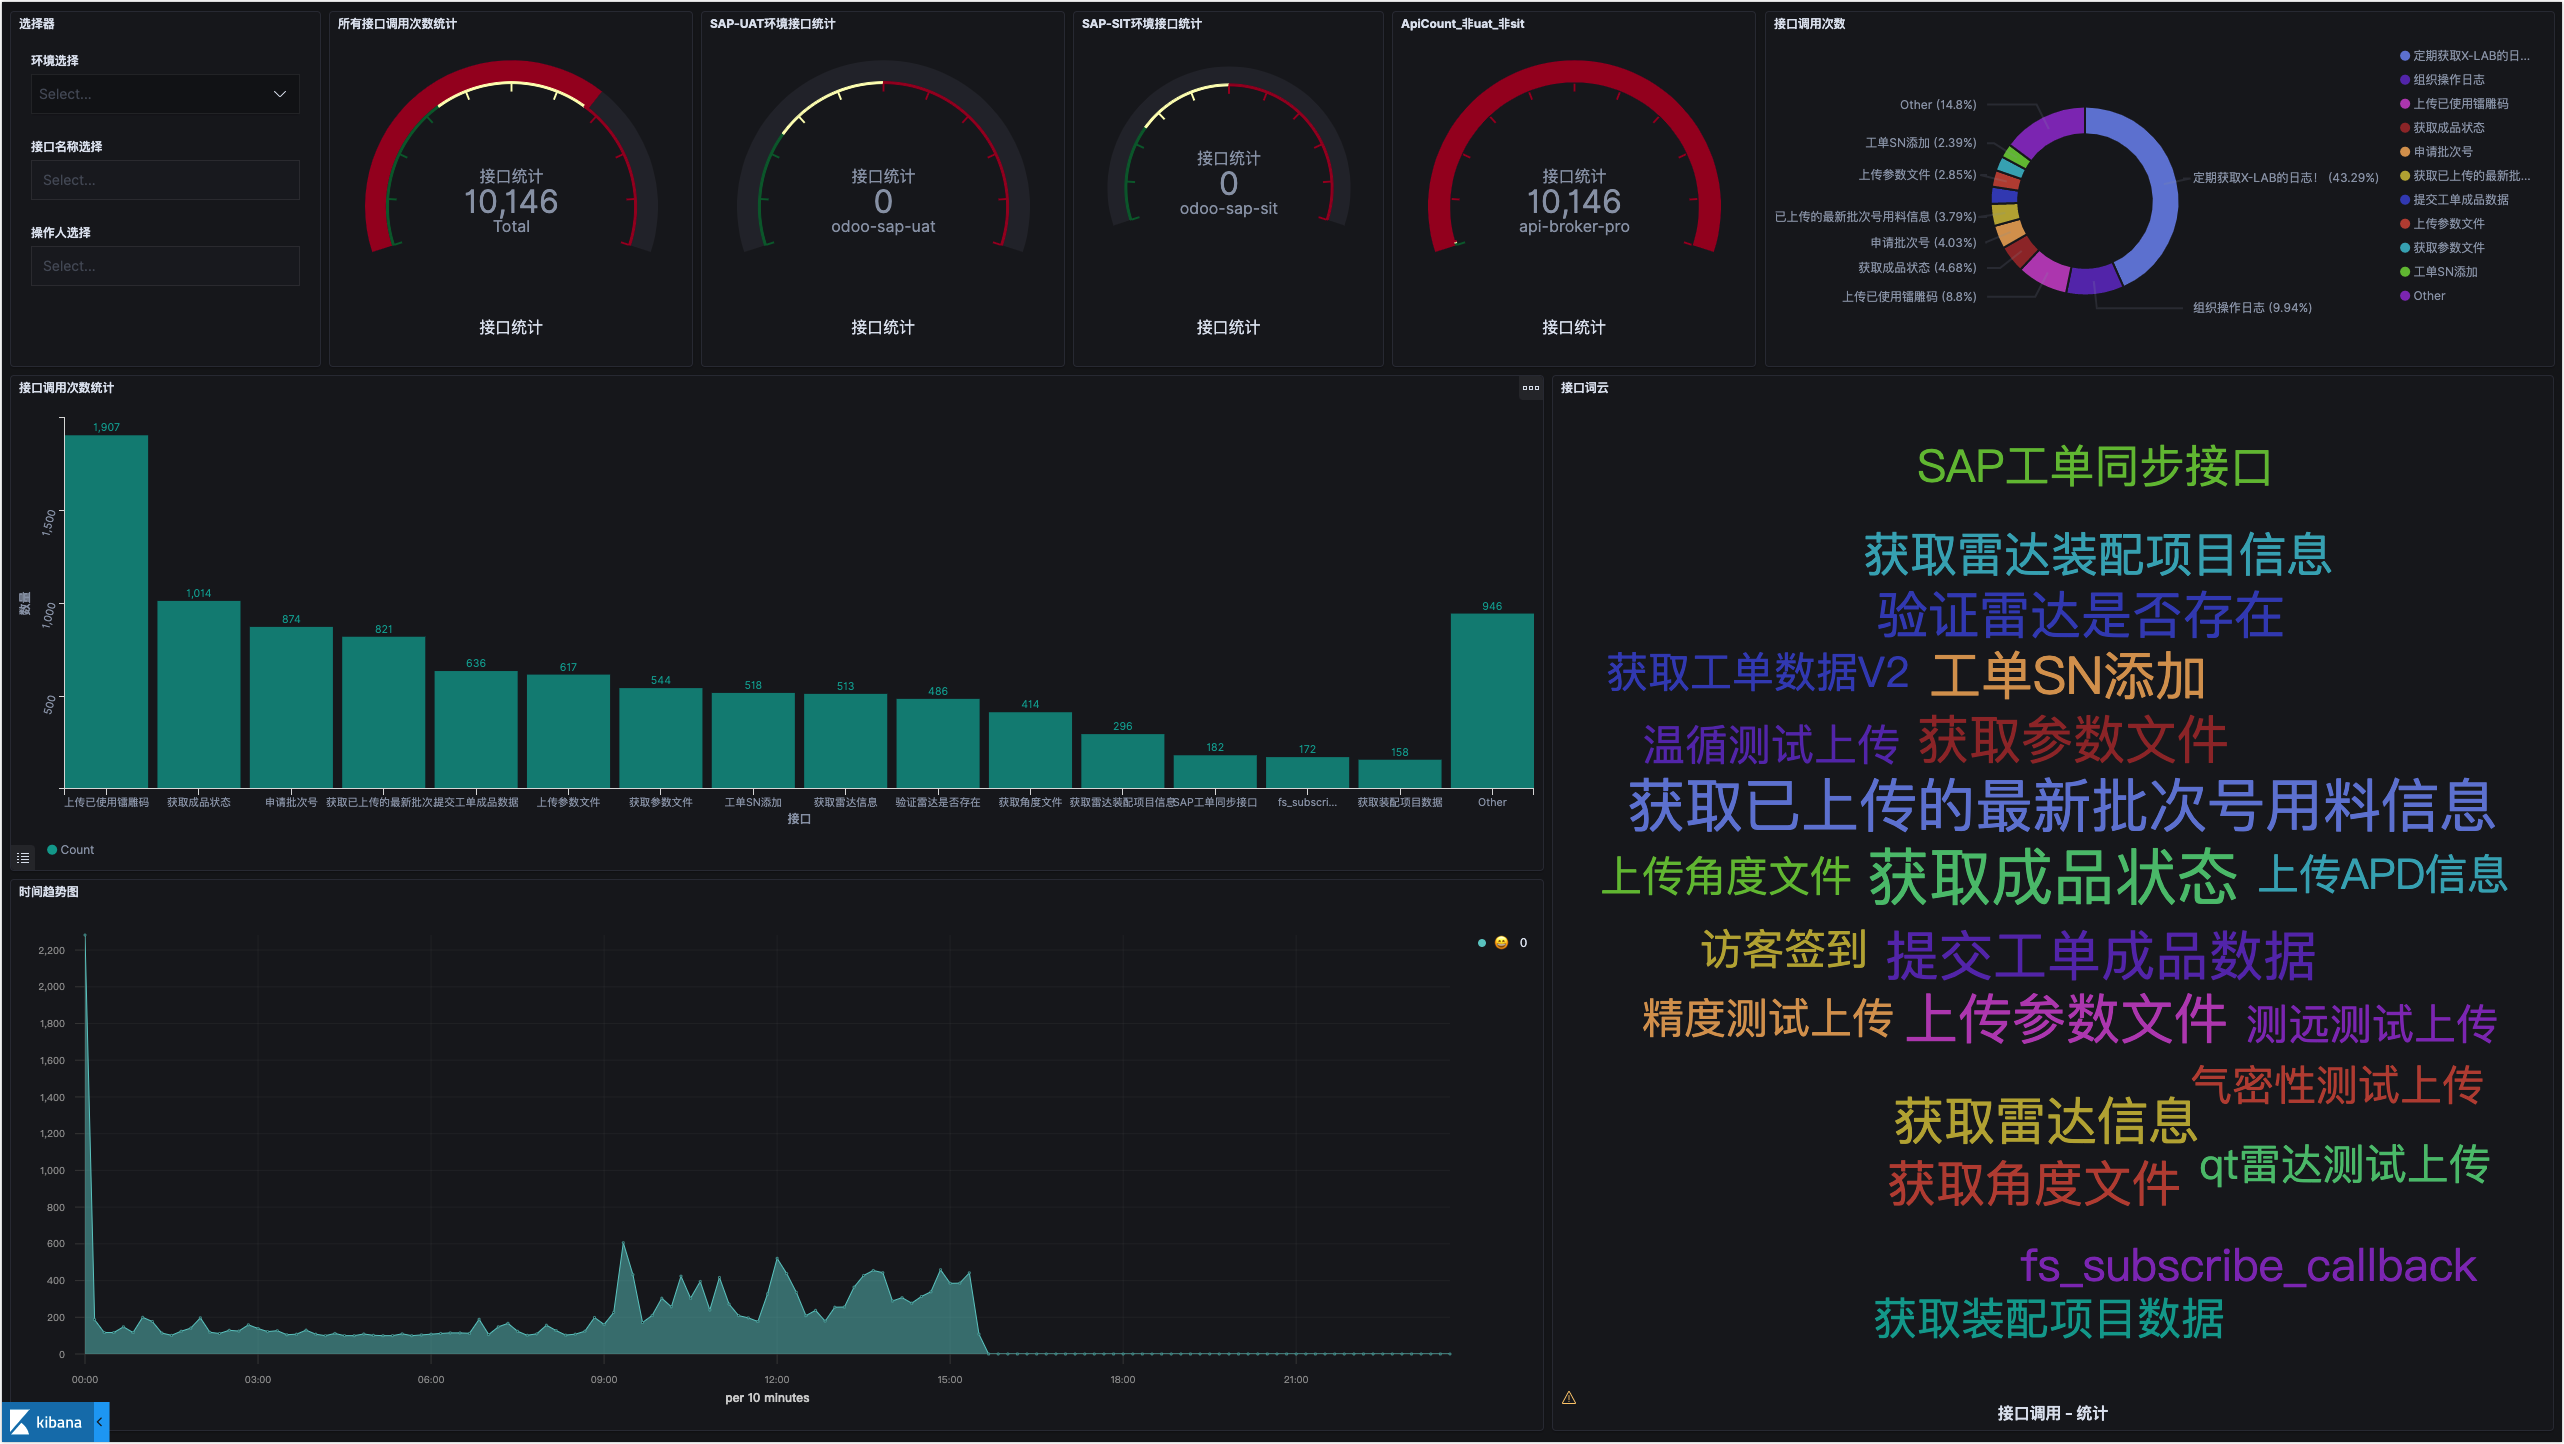 选择器
环境选择
Select...
接口名称选择
Select...
操作人选择
Select...
所有接口调用次数统计
接口统计
10,146
Total
接口统计
SAP-UAT环境接口统计
接口统计
0
odoo-sap-uat
接口统计
SAP-SIT环境接口统计
接口统计
0
odoo-sap-sit
接口统计
ApiCount_非uat_非sit
接口统计
10,146
api-broker-pro
接口统计
接口调用次数
Other (14.8%)
工单SN添加 (2.39%)
上传参数文件 (2.85%)
已上传的最新批次号用料信息 (3.79%)
申请批次号 (4.03%)
获取成品状态 (4.68%)
上传已使用镭雕码 (8.8%)
定期获取X-LAB的日志! (43.29%)
组织操作日志 (9.94%)
定期获取X-LAB的日...
组织操作日志
上传已使用镭雕码
获取成品状态
申请批次号
获取已上传的最新批...
提交工单成品数据
上传参数文件
获取参数文件
工单SN添加
Other
接口调用次数统计
数量
1,500
1,000
500
1,907
1,014
874
821
636
617
544
518
513
486
414
296
182
172
158
946
上传已使用镭雕码
获取成品状态
申请批次号
获取已上传的最新批次
提交工单成品数据
上传参数文件
获取参数文件
工单SN添加
获取雷达信息
验证雷达是否存在
获取角度文件
获取雷达装配项目信息
SAP工单同步接口
fs_subscri...
获取装配项目数据
Other
接口
Count
时间趋势图
2,200
2,000
1,800
1,600
1,400
1,200
1,000
800
600
400
200
0
00:00
03:00
06:00
09:00
12:00
15:00
18:00
21:00
per 10 minutes
😄 0
kibana
接口词云
SAP工单同步接口
获取雷达装配项目信息
验证雷达是否存在
获取工单数据V2 工单SN添加
温循测试上传 获取参数文件
获取已上传的最新批次号用料信息
上传角度文件 获取成品状态 上传APD信息
访客签到 提交工单成品数据
精度测试上传 上传参数文件 测远测试上传
气密性测试上传
获取雷达信息
qt雷达测试上传
获取角度文件
fs_subscribe_callback
获取装配项目数据
接口调用 - 统计